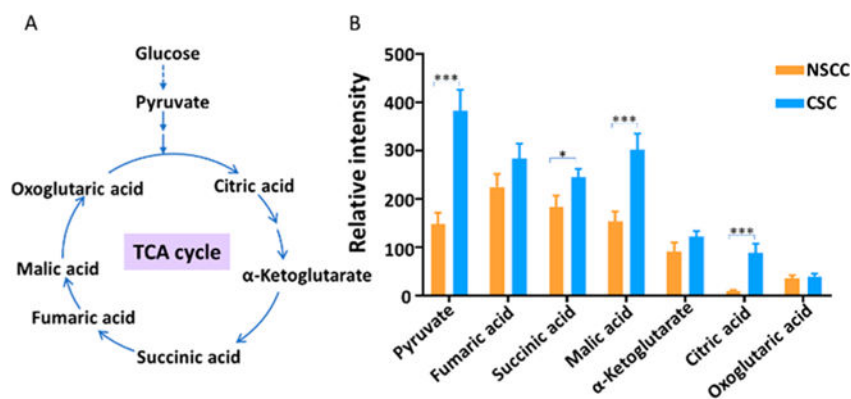 A
Glucose
Pyruvate
Oxoglutaric acid
Citric acid
TCA cycle
Malic acid
α-Ketoglutarate
Fumaric acid
Succinic acid
B
Relative intensity
500
400
300
200
100
0
***
*
***
***
NSCC
CSC
Pyruvate
Fumaric acid
Succinic acid
Malic acid
α-Ketoglutarate
Citric acid
Oxoglutaric acid